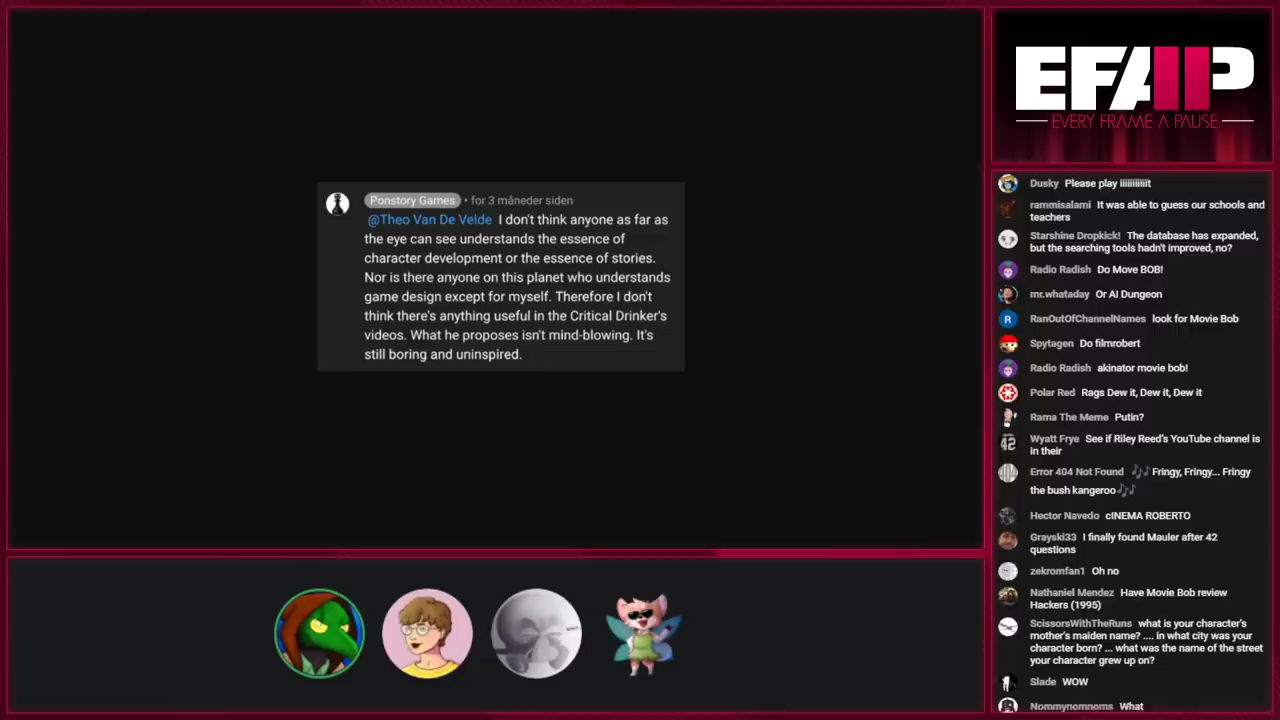 Ponstory Games • for 3 måneder siden
@Theo Van De Velde I don't think anyone as far as
the eye can see understands the essence of
character development or the essence of stories.
Nor is there anyone on this planet who understands
game design except for myself. Therefore I don't
think there's anything useful in the Critical Drinker's
videos. What he proposes isn't mind-blowing. It's
still boring and uninspired.
EFAP
EVERY FRAME A PAUSE
Dusky Please play iiiiiiiiiiit
rammisalami It was able to guess our schools and
teachers
Starshine Dropkick! The database has expanded,
but the searching tools hadn't improved, no?
Radio Radish Do Move BOB!
mr.whataday Or AI Dungeon
R
RanOutOfChannelNames look for Movie Bob
Spytagen Do filmrobert
Radio Radish akinator movie bob!
Polar Red Rags Dew it, Dew it, Dew it
Rama The Meme Putin?
42
Wyatt Frye See if Riley Reed's YouTube channel is
in their
Error 404 Not Found 🎶Fringy, Fringy... Fringy
the bush kangeroo🎶
Hector Navedo cINEMA ROBERTO
Grayski33 I finally found Mauler after 42
questions
zekromfan1 Oh no
Nathaniel Mendez Have Movie Bob review
Hackers (1995)
ScissorsWithTheRuns what is your character's
mother's maiden name? .... in what city was your
character born? ... what was the name of the street
your character grew up on?
Slade WOW
Nommynomnoms What